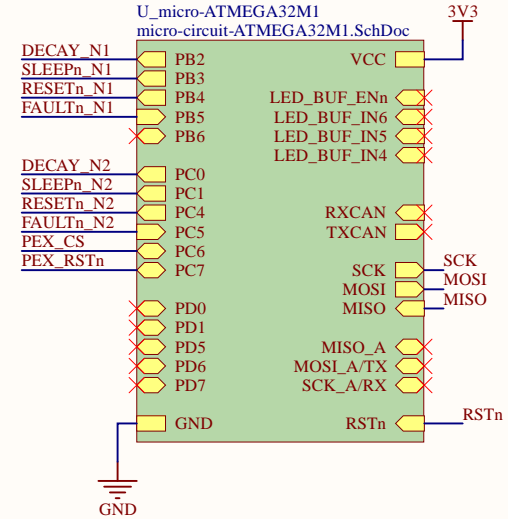 U_micro-ATMEGA32M1
micro-circuit-ATMEGA32M1.SchDoc
3V3
DECAY_N1 PB2 VCC
SLEEPn_N1 PB3
RESETn_N1 PB4 LED_BUF_ENn
FAULTn_N1 PB5 LED_BUF_IN6
PB6 LED_BUF_IN5
LED_BUF_IN4
DECAY_N2 PC0
SLEEPn_N2 PC1
RESETn_N2 PC4 RXCAN
FAULTn_N2 PC5 TXCAN
PEX_CS PC6
PEX_RSTn PC7 SCK SCK
MOSI MOSI
PD0 MISO MISO
PD1
PD5 MISO_A
PD6 MOSI_A/TX
PD7 SCK_A/RX
GND RSTn RSTn
GND